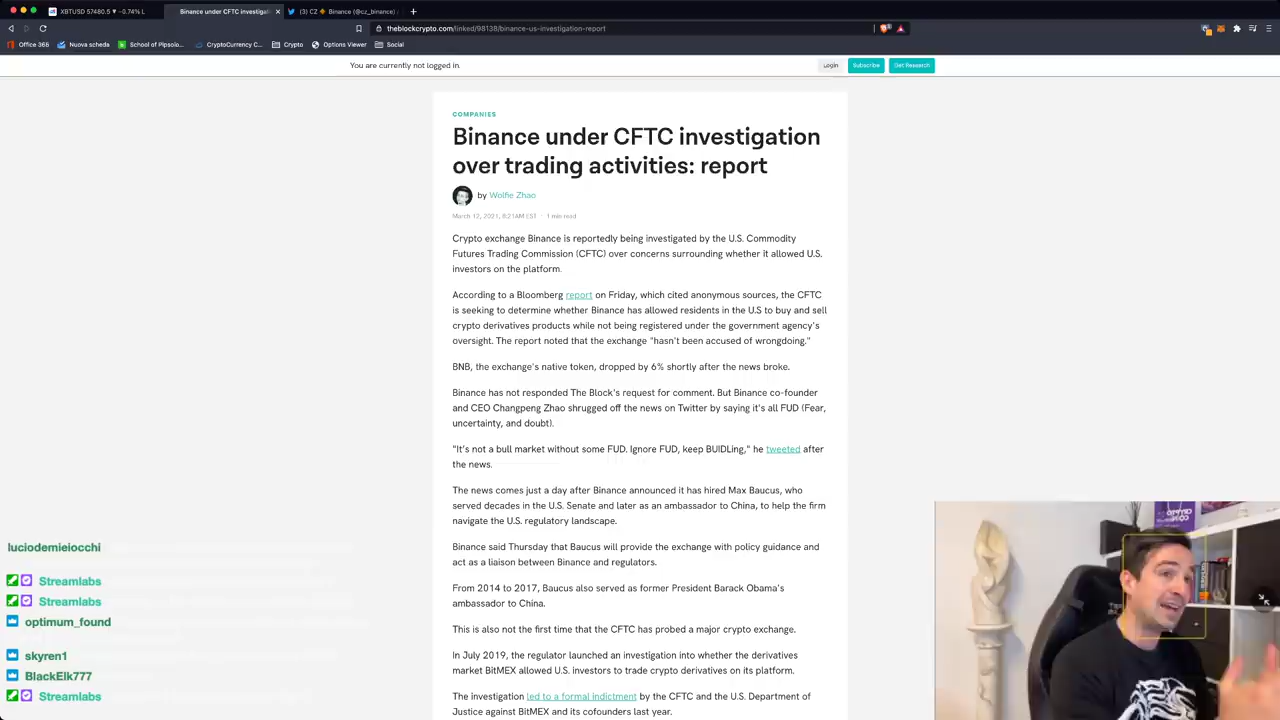 XBTUSD 57480.5 ▼ -0.74% L
Binance under CFTC investigati
(3) CZ 🔶 Binance (@cz_binance)
theblockcrypto.com/linked/98138/binance-us-investigation-report
Office 365
Nuova scheda
School of Pipsolo...
CryptoCurrency C...
Crypto
Options Viewer
Social
You are currently not logged in.
Login
Subscribe
Get Research
COMPANIES
Binance under CFTC investigation
over trading activities: report
by Wolfie Zhao
March 12, 2021, 8:21AM EST · 1 min read
Crypto exchange Binance is reportedly being investigated by the U.S. Commodity
Futures Trading Commission (CFTC) over concerns surrounding whether it allowed U.S.
investors on the platform.
According to a Bloomberg report on Friday, which cited anonymous sources, the CFTC
is seeking to determine whether Binance has allowed residents in the U.S to buy and sell
crypto derivatives products while not being registered under the government agency's
oversight. The report noted that the exchange "hasn't been accused of wrongdoing."
BNB, the exchange's native token, dropped by 6% shortly after the news broke.
Binance has not responded The Block's request for comment. But Binance co-founder
and CEO Changpeng Zhao shrugged off the news on Twitter by saying it's all FUD (Fear,
uncertainty, and doubt).
"It's not a bull market without some FUD. Ignore FUD, keep BUIDLing," he tweeted after
the news.
The news comes just a day after Binance announced it has hired Max Baucus, who
served decades in the U.S. Senate and later as an ambassador to China, to help the firm
navigate the U.S. regulatory landscape.
Binance said Thursday that Baucus will provide the exchange with policy guidance and
act as a liaison between Binance and regulators.
From 2014 to 2017, Baucus also served as former President Barack Obama's
ambassador to China.
This is also not the first time that the CFTC has probed a major crypto exchange.
In July 2019, the regulator launched an investigation into whether the derivatives
market BitMEX allowed U.S. investors to trade crypto derivatives on its platform.
The investigation led to a formal indictment by the CFTC and the U.S. Department of
Justice against BitMEX and its cofounders last year.
luciodemieiocchi
Streamlabs
Streamlabs
optimum_found
skyren1
BlackElk777
Streamlabs